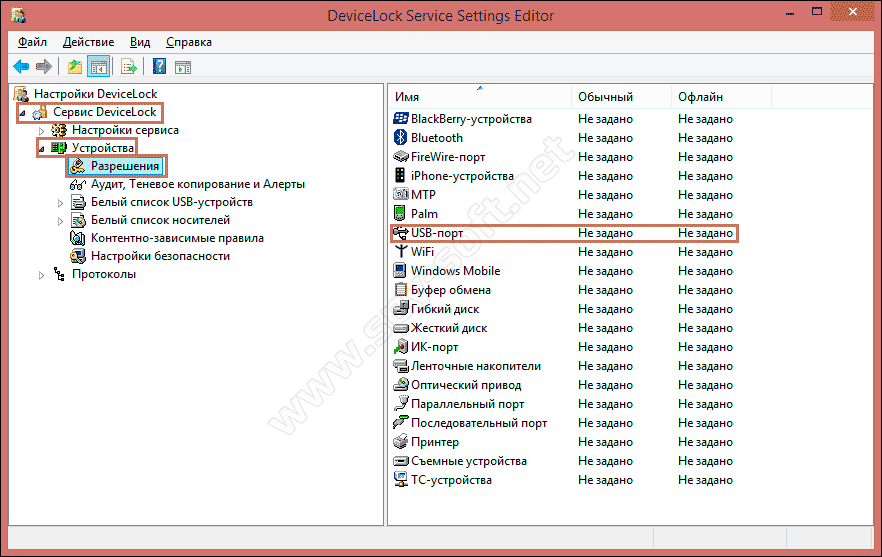 DeviceLock Service Settings Editor
Файл Действие Вид Справка
Настройки DeviceLock
Сервис DeviceLock
Настройки сервиса
Устройства
Разрешения
Аудит, Теневое копирование и Алерты
Белый список USB-устройств
Белый список носителей
Контентно-зависимые правила
Настройки безопасности
Протоколы
Имя Обычный Офлайн
BlackBerry-устройства Не задано Не задано
Bluetooth Не задано Не задано
FireWire-порт Не задано Не задано
iPhone-устройства Не задано Не задано
MTP Не задано Не задано
Palm Не задано Не задано
USB-порт Не задано Не задано
WiFi Не задано Не задано
Windows Mobile Не задано Не задано
Буфер обмена Не задано Не задано
Гибкий диск Не задано Не задано
Жесткий диск Не задано Не задано
ИК-порт Не задано Не задано
Ленточные накопители Не задано Не задано
Оптический привод Не задано Не задано
Параллельный порт Не задано Не задано
Последовательный порт Не задано Не задано
Принтер Не задано Не задано
Съемные устройства Не задано Не задано
ТС-устройства Не задано Не задано